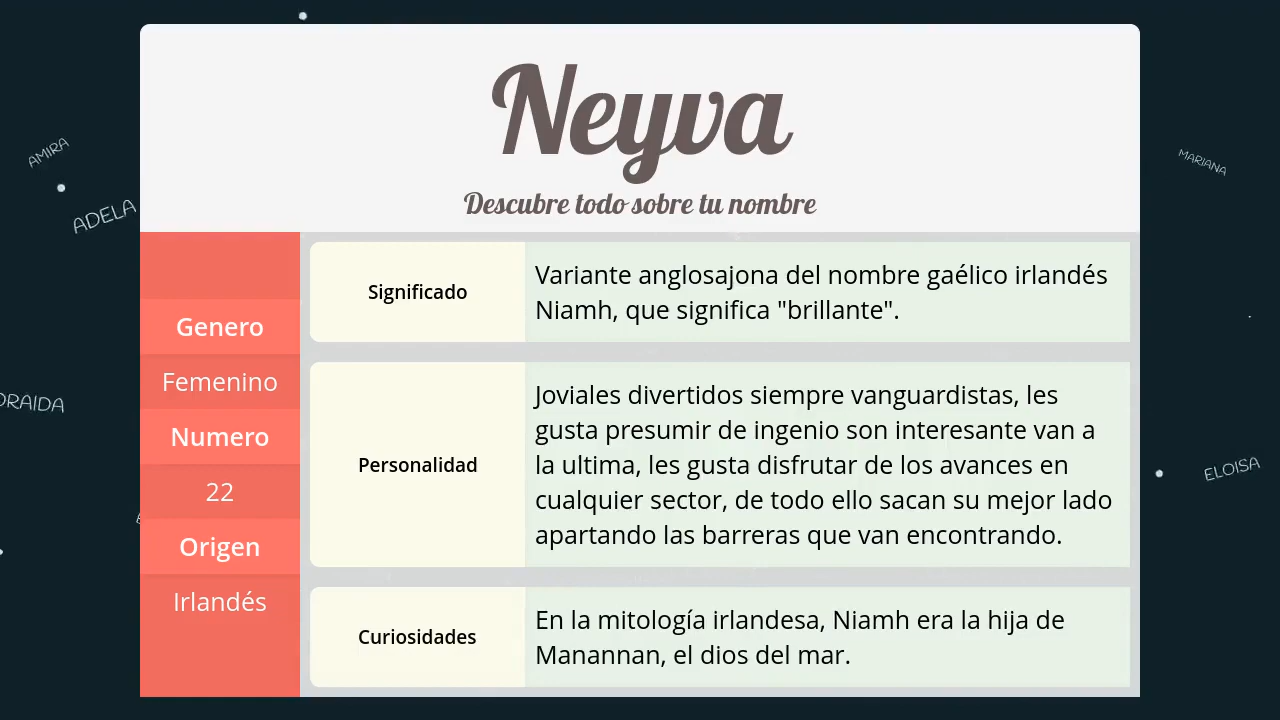 Neyva
Descubre todo sobre tu nombre
AMIRA
ADELA
MARIANA
ELOISA
Genero
Femenino
Numero
22
Origen
Irlandés
Significado
Variante anglosajona del nombre gaélico irlandés
Niamh, que significa "brillante".
Personalidad
Joviales divertidos siempre vanguardistas, les
gusta presumir de ingenio son interesante van a
la ultima, les gusta disfrutar de los avances en
cualquier sector, de todo ello sacan su mejor lado
apartando las barreras que van encontrando.
Curiosidades
En la mitología irlandesa, Niamh era la hija de
Manannan, el dios del mar.